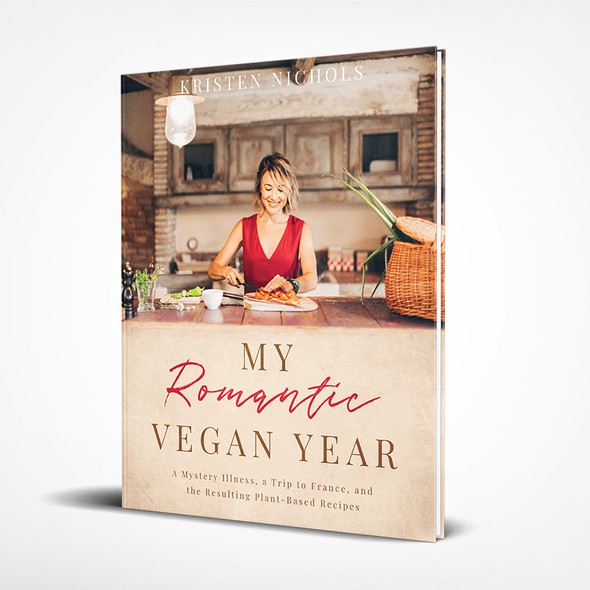 KRISTEN NICHOLS
MY
Romantic
VEGAN YEAR
A Mystery Illness, a Trip to France, and
the Resulting Plant-Based Recipes